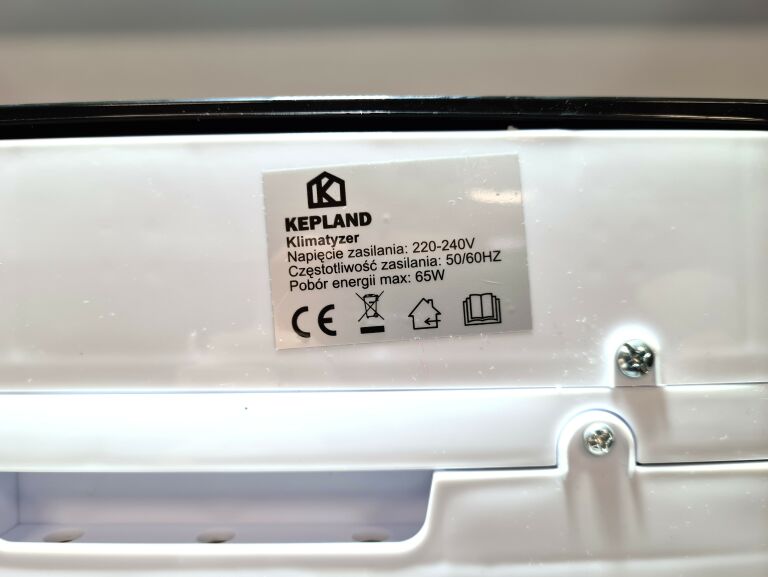 KEPLAND
Klimatyzer
Napięcie zasilania: 220-240V
Częstotliwość zasilania: 50/60HZ
Pobór energii max: 65W
CE